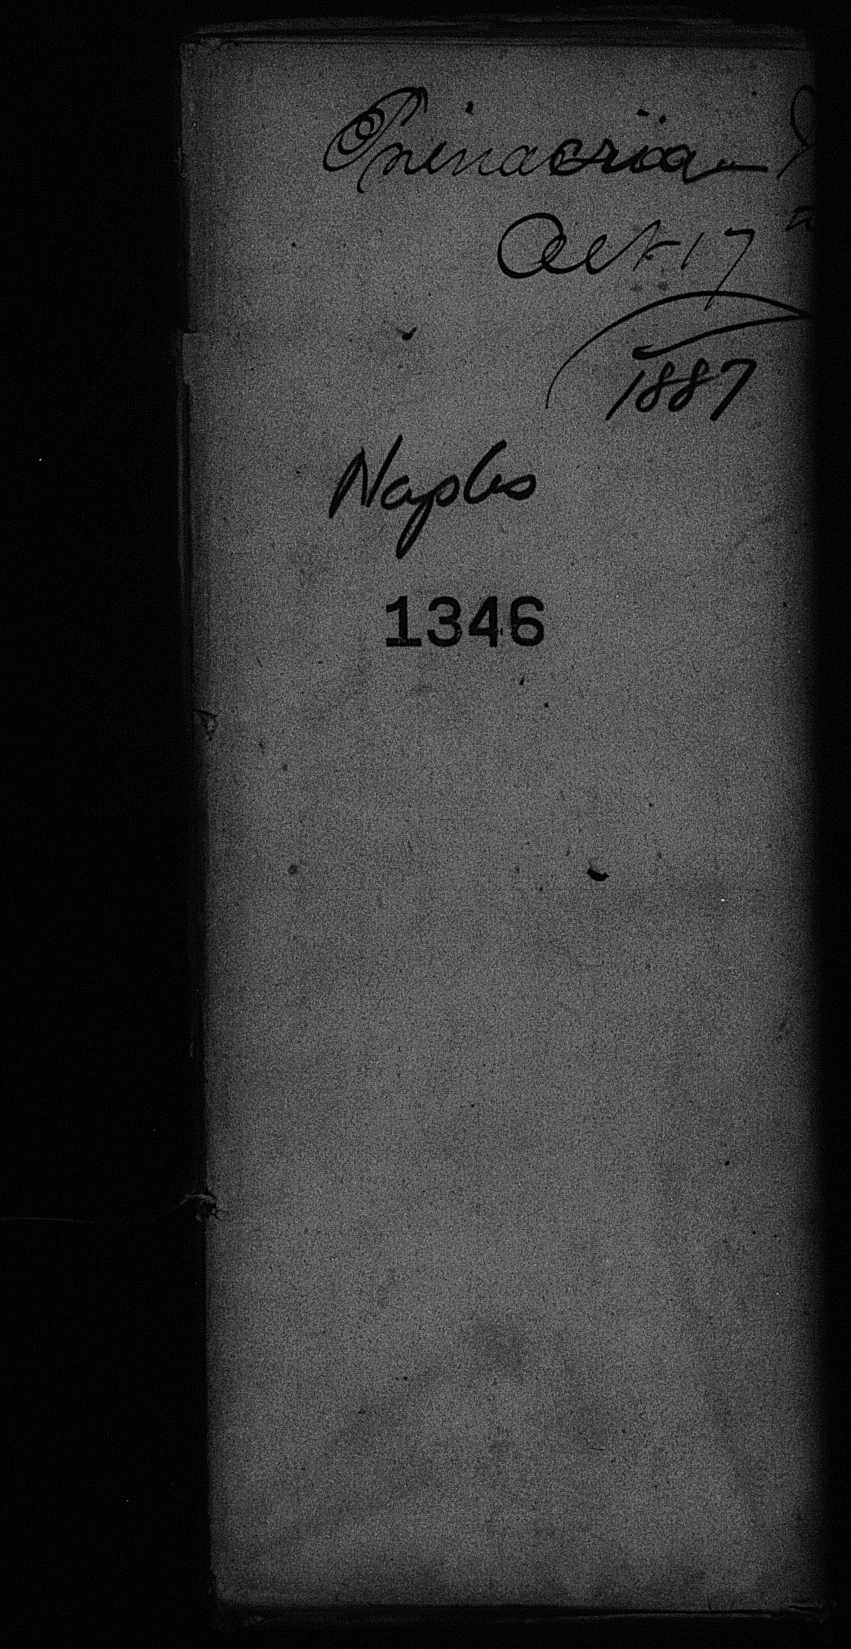 Trinacria
Oct 17
1887
Naples
1346